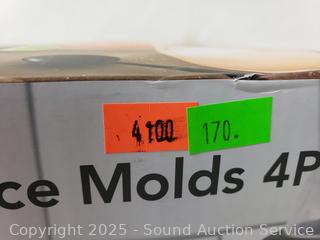 4100 170.
ce Molds 4P
Copyright © 2025 - Sound Auction Service